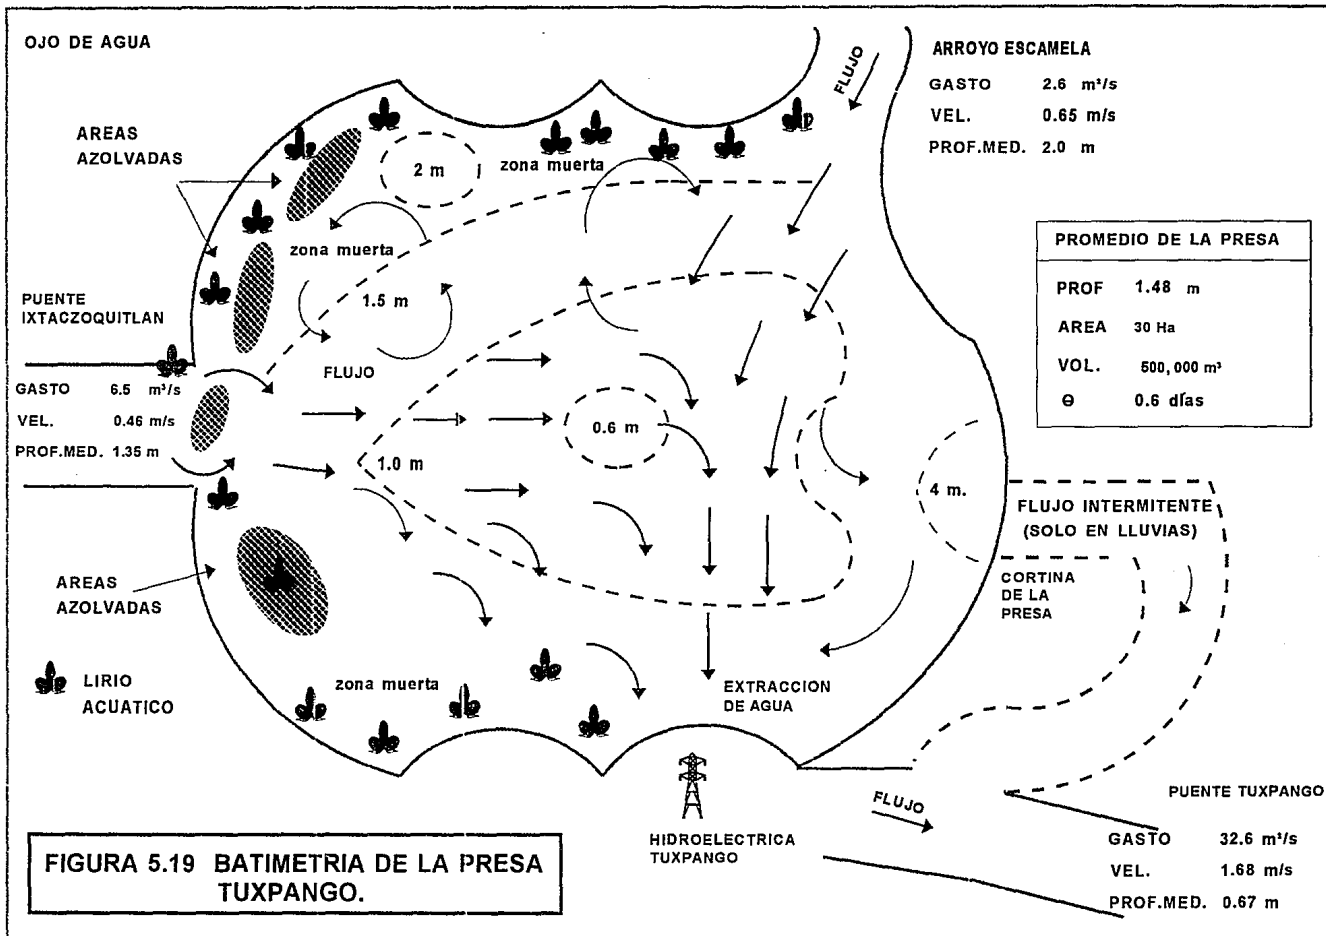 OJO DE AGUA
FLUJO
ARROYO ESCAMELA
GASTO 2.6 m³/s
VEL. 0.65 m/s
PROF.MED. 2.0 m
AREAS
AZOLVADAS
2 m
zona muerta
zona muerta
1.5 m
PROMEDIO DE LA PRESA
PROF 1.48 m
AREA 30 Ha
VOL. 500,000 m³
Θ 0.6 días
PUENTE
IXTACZOQUITLAN
GASTO 6.5 m³/s
VEL. 0.46 m/s
PROF.MED. 1.35 m
FLUJO
0.6 m
1.0 m
4 m.
FLUJO INTERMITENTE
(SOLO EN LLUVIAS)
CORTINA
DE LA
PRESA
AREAS
AZOLVADAS
LIRIO
ACUATICO
zona muerta
EXTRACCION
DE AGUA
HIDROELECTRICA
TUXPANGO
FLUJO
PUENTE TUXPANGO
GASTO 32.6 m³/s
VEL. 1.68 m/s
PROF.MED. 0.67 m
FIGURA 5.19 BATIMETRIA DE LA PRESA
TUXPANGO.